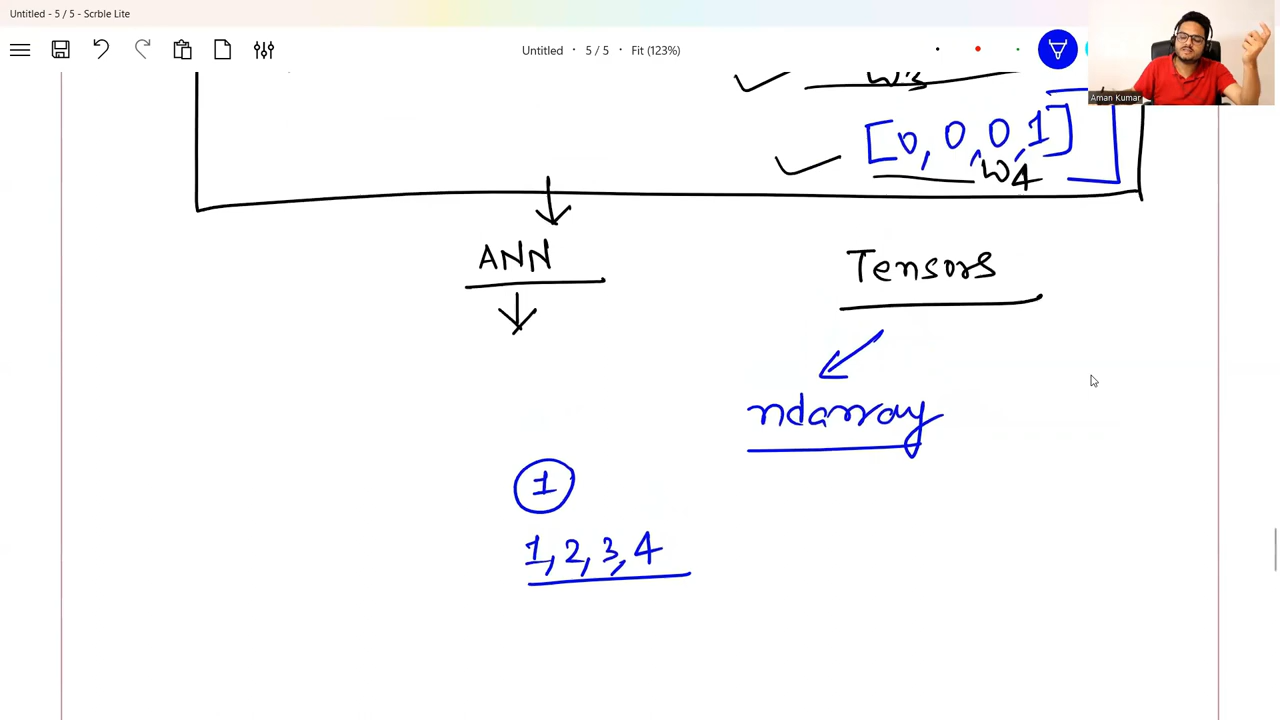 Untitled - 5 / 5 - Scrble Lite
Untitled · 5 / 5 · Fit (123%)
Aman Kumar
W3
[0, 0, 0, 1]
W4
ANN
Tensors
ndarray
1
1, 2, 3, 4